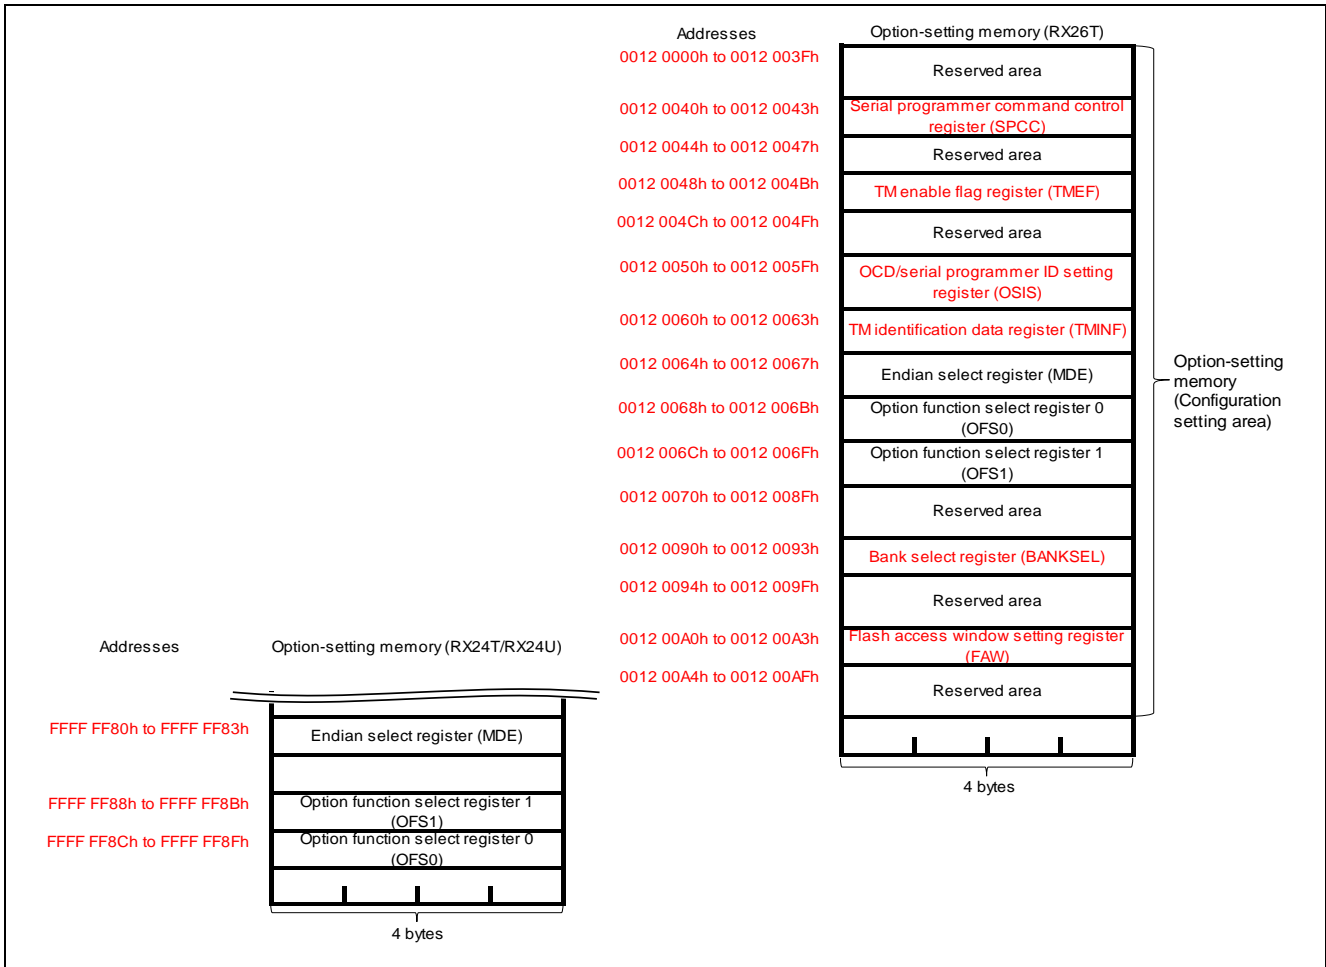 Addresses
Option-setting memory (RX26T)
0012 0000h to 0012 003Fh
Reserved area
0012 0040h to 0012 0043h
Serial programmer command control
register (SPCC)
0012 0044h to 0012 0047h
Reserved area
0012 0048h to 0012 004Bh
TM enable flag register (TMEF)
0012 004Ch to 0012 004Fh
Reserved area
0012 0050h to 0012 005Fh
OCD/serial programmer ID setting
register (OSIS)
0012 0060h to 0012 0063h
TM identification data register (TMINF)
0012 0064h to 0012 0067h
Endian select register (MDE)
0012 0068h to 0012 006Bh
Option function select register 0
(OFS0)
0012 006Ch to 0012 006Fh
Option function select register 1
(OFS1)
0012 0070h to 0012 008Fh
Reserved area
0012 0090h to 0012 0093h
Bank select register (BANKSEL)
0012 0094h to 0012 009Fh
Reserved area
0012 00A0h to 0012 00A3h
Flash access window setting register
(FAW)
0012 00A4h to 0012 00AFh
Reserved area
4 bytes
Option-setting
memory
(Configuration
setting area)
Addresses
Option-setting memory (RX24T/RX24U)
FFFF FF80h to FFFF FF83h
Endian select register (MDE)
FFFF FF88h to FFFF FF8Bh
Option function select register 1
(OFS1)
FFFF FF8Ch to FFFF FF8Fh
Option function select register 0
(OFS0)
4 bytes